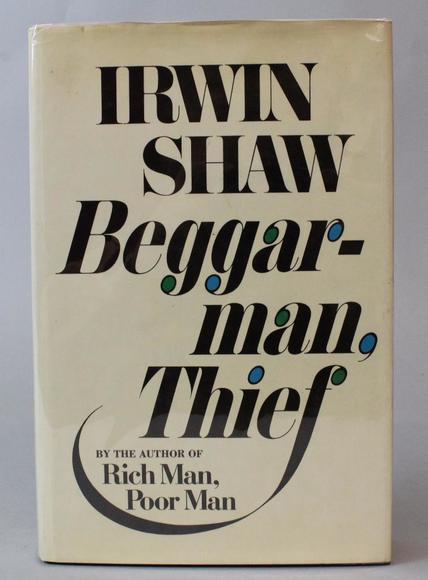 IRWIN
SHAW
Beggar-
man,
Thief
BY THE AUTHOR OF
Rich Man,
Poor Man